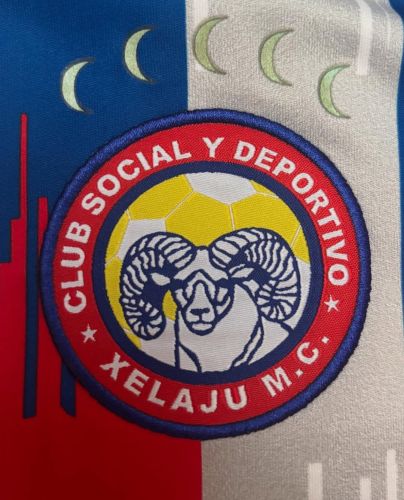 CLUB SOCIAL Y DEPORTIVO
XELAJU M.C.